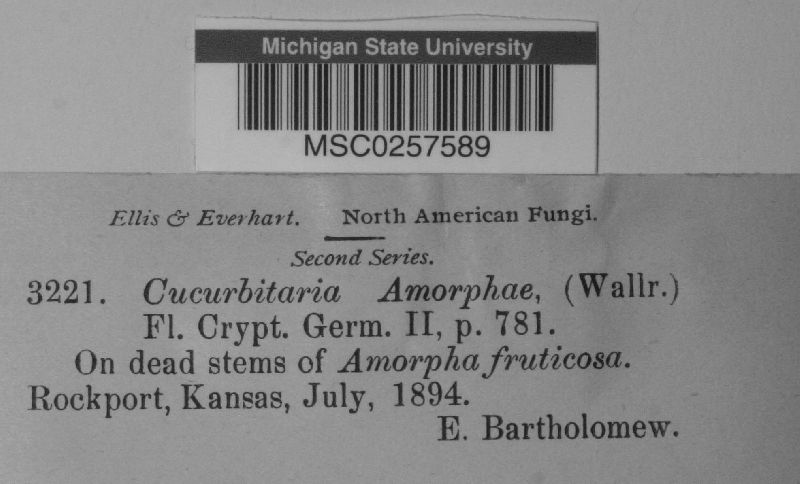 Michigan State University
MSC0257589
Ellis & Everhart. North American Fungi.
Second Series.
3221. Cucurbitaria Amorphae, (Wallr.)
Fl. Crypt. Germ. II, p. 781.
On dead stems of Amorpha fruticosa.
Rockport, Kansas, July, 1894.
E. Bartholomew.